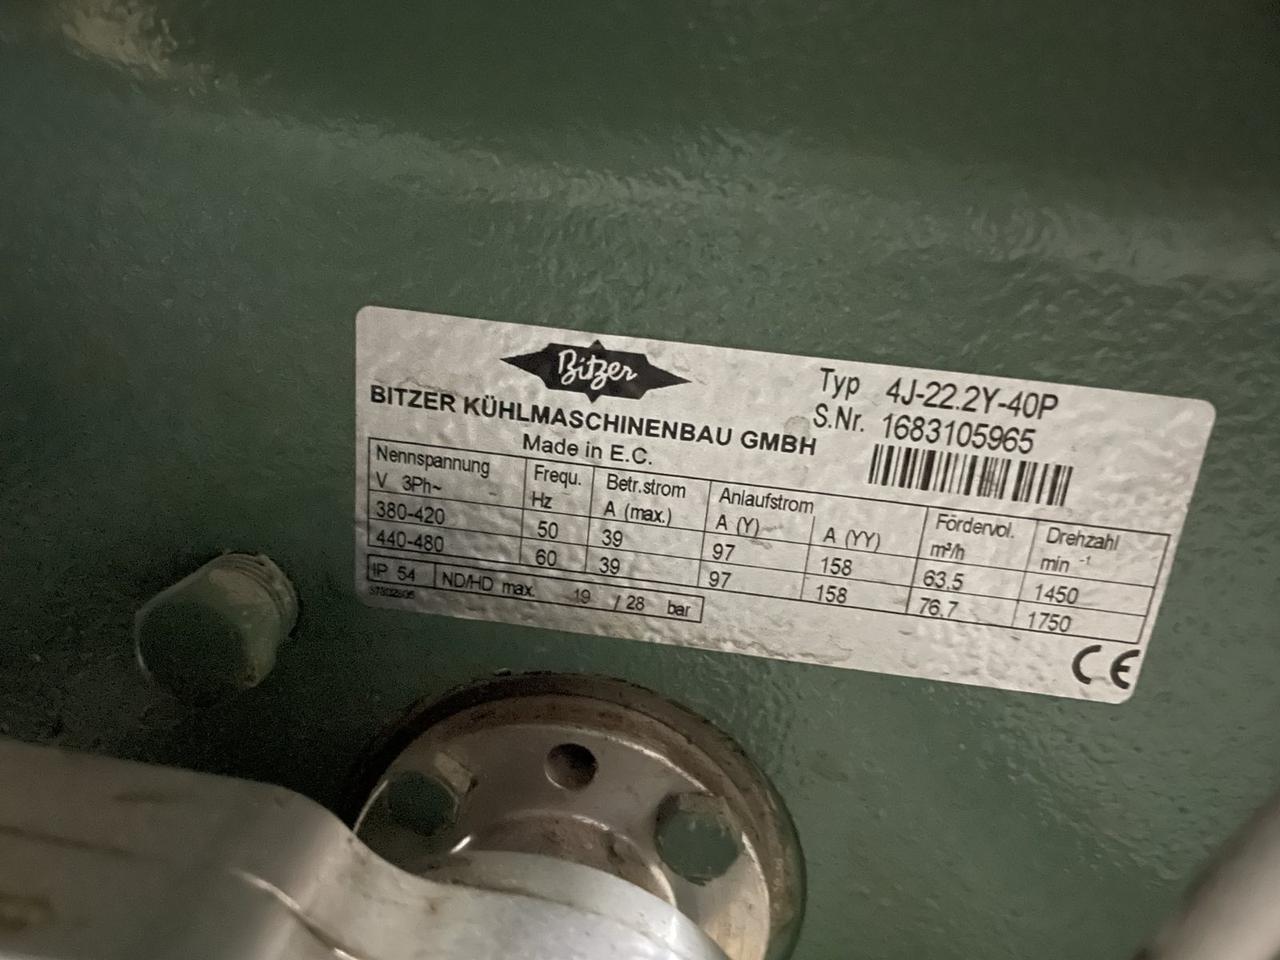 Bitzer
BITZER KÜHLMASCHINENBAU GMBH
Made in E.C.
Typ 4J-22.2Y-40P
S.Nr. 1683105965
Nennspannung Frequ. Betr.strom Anlaufstrom Fördervol. Drehzahl
V 3Ph~ Hz A (max.) A (Y) A (YY) m³/h min ⁻¹
380-420 50 39 97 158 63.5 1450
440-480 60 39 97 158 76.7 1750
IP 54 ND/HD max. 19 / 28 bar
CE